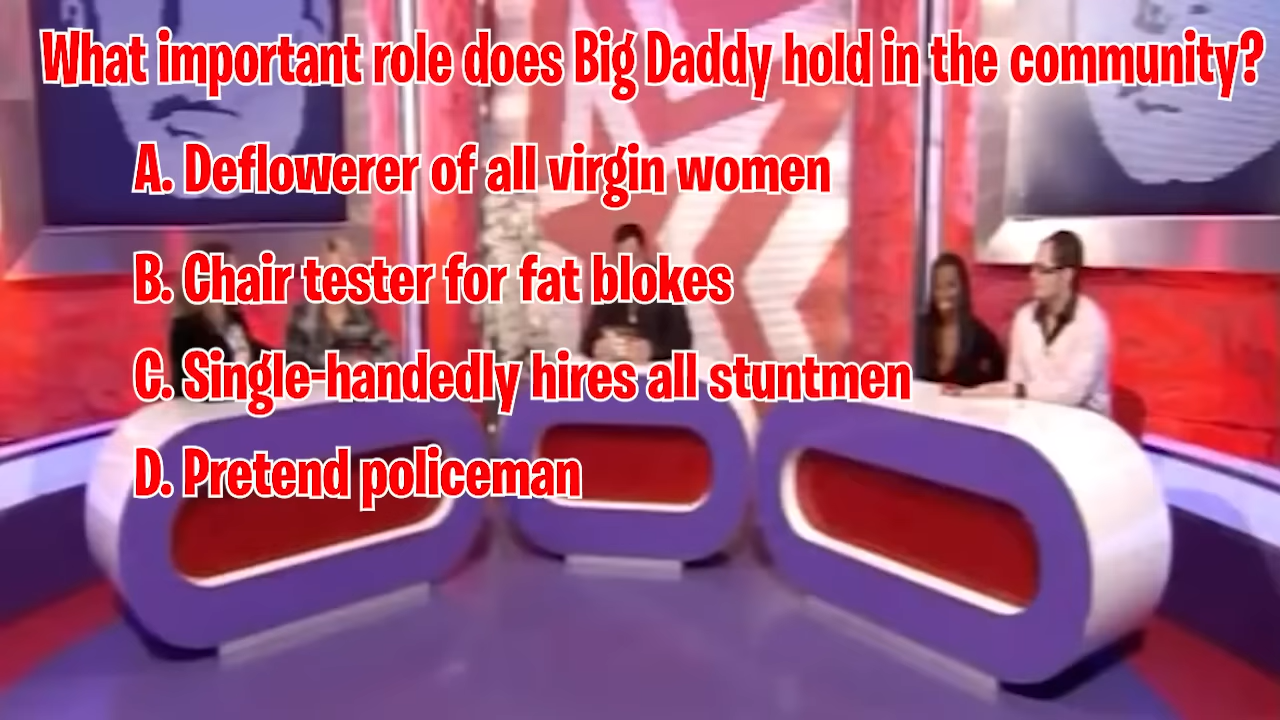 What important role does Big Daddy hold in the community?
A. Deflowerer of all virgin women
B. Chair tester for fat blokes
C. Single-handedly hires all stuntmen
D. Pretend policeman